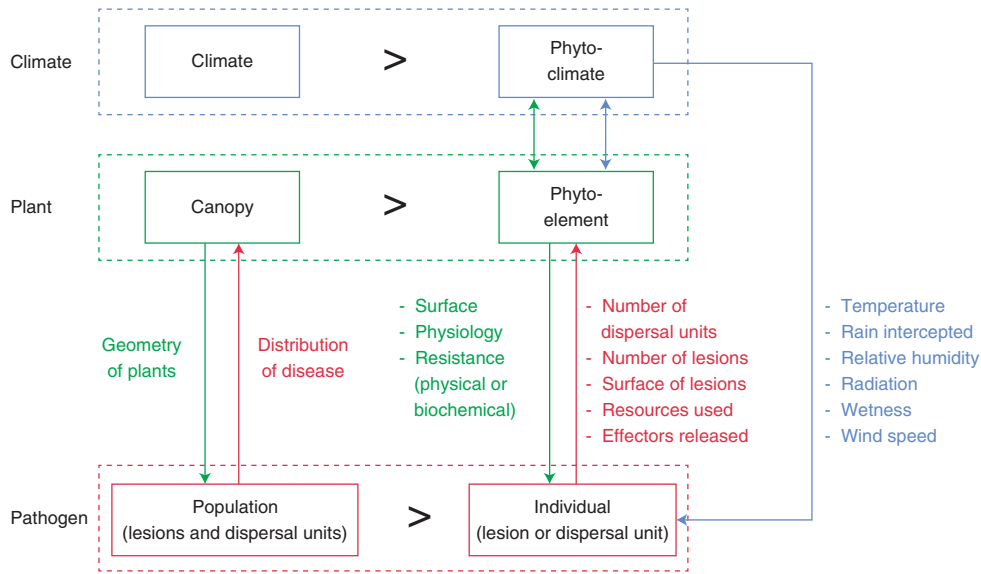 Climate
Climate
>
Phyto-
climate
Plant
Canopy
>
Phyto-
element
Geometry
of plants
Distribution
of disease
- Surface
- Physiology
- Resistance
(physical or
biochemical)
- Number of
dispersal units
- Number of lesions
- Surface of lesions
- Resources used
- Effectors released
- Temperature
- Rain intercepted
- Relative humidity
- Radiation
- Wetness
- Wind speed
Pathogen
Population
(lesions and dispersal units)
>
Individual
(lesion or dispersal unit)